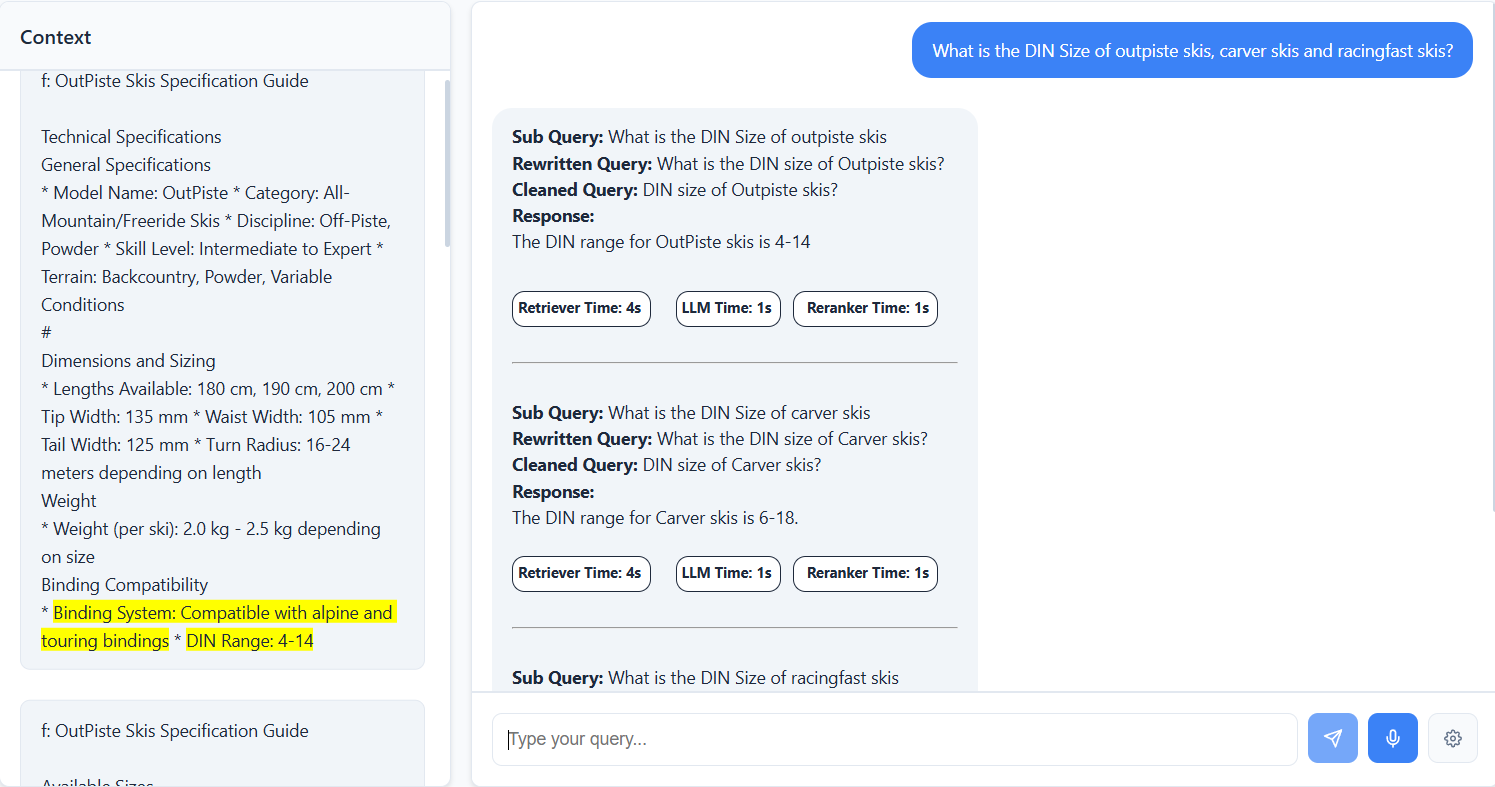 Context
f: OutPiste Skis Specification Guide
Technical Specifications
General Specifications
* Model Name: OutPiste * Category: All-
Mountain/Freeride Skis * Discipline: Off-Piste,
Powder * Skill Level: Intermediate to Expert *
Terrain: Backcountry, Powder, Variable
Conditions
#
Dimensions and Sizing
* Lengths Available: 180 cm, 190 cm, 200 cm *
Tip Width: 135 mm * Waist Width: 105 mm *
Tail Width: 125 mm * Turn Radius: 16-24
meters depending on length
Weight
* Weight (per ski): 2.0 kg - 2.5 kg depending
on size
Binding Compatibility
* Binding System: Compatible with alpine and
touring bindings * DIN Range: 4-14
f: OutPiste Skis Specification Guide
Available Sizes
What is the DIN Size of outpiste skis, carver skis and racingfast skis?
Sub Query: What is the DIN Size of outpiste skis
Rewritten Query: What is the DIN size of Outpiste skis?
Cleaned Query: DIN size of Outpiste skis?
Response:
The DIN range for OutPiste skis is 4-14
Retriever Time: 4s LLM Time: 1s Reranker Time: 1s
Sub Query: What is the DIN Size of carver skis
Rewritten Query: What is the DIN size of Carver skis?
Cleaned Query: DIN size of Carver skis?
Response:
The DIN range for Carver skis is 6-18.
Retriever Time: 4s LLM Time: 1s Reranker Time: 1s
Sub Query: What is the DIN Size of racingfast skis
Type your query...